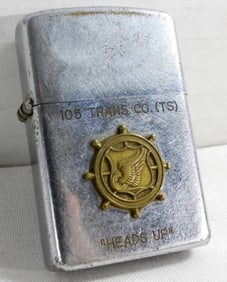 105 TRANS. CO. (TS)
"HEADS UP"